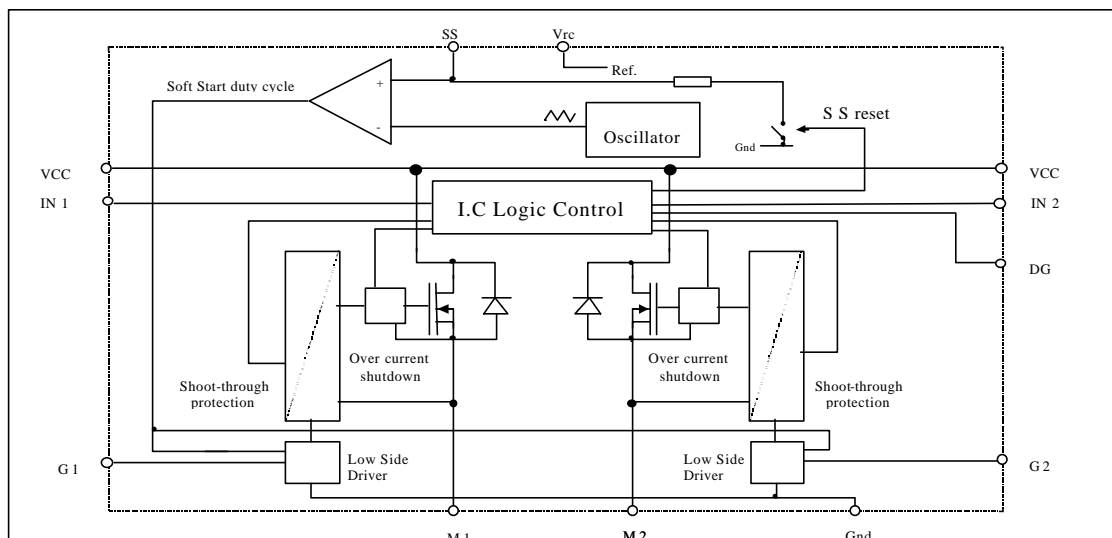 SS
Vrc
Ref.
Soft Start duty cycle
+
-
Oscillator
S S reset
Gnd
VCC
VCC
IN 1
I.C Logic Control
IN 2
DG
Over current
shutdown
Over current
shutdown
Shoot-through
protection
Shoot-through
protection
G 1
Low Side
Driver
Low Side
Driver
G 2
M 1
M 2
Gnd